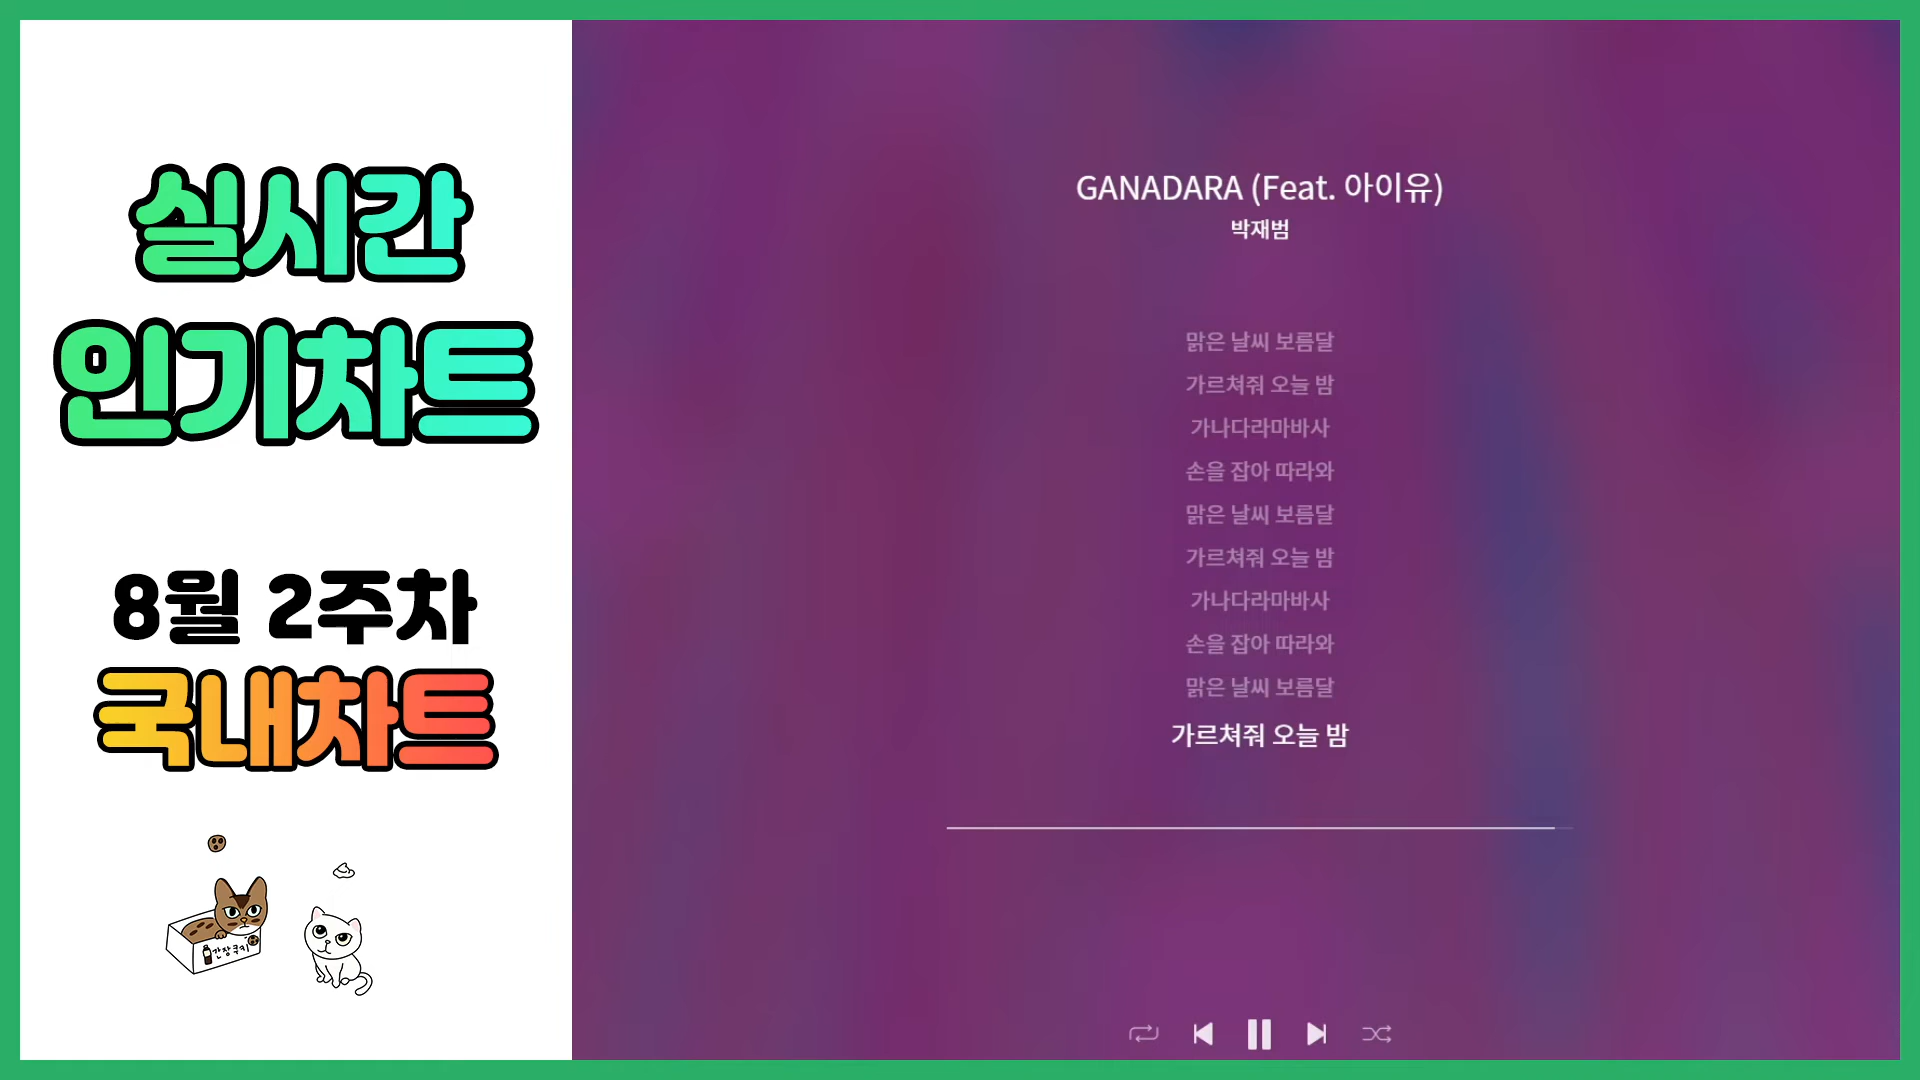 실시간
인기차트
8월 2주차
국내차트
간장쿠키
GANADARA (Feat. 아이유)
박재범
맑은 날씨 보름달
가르쳐줘 오늘 밤
가나다라마바사
손을 잡아 따라와
맑은 날씨 보름달
가르쳐줘 오늘 밤
가나다라마바사
손을 잡아 따라와
맑은 날씨 보름달
가르쳐줘 오늘 밤